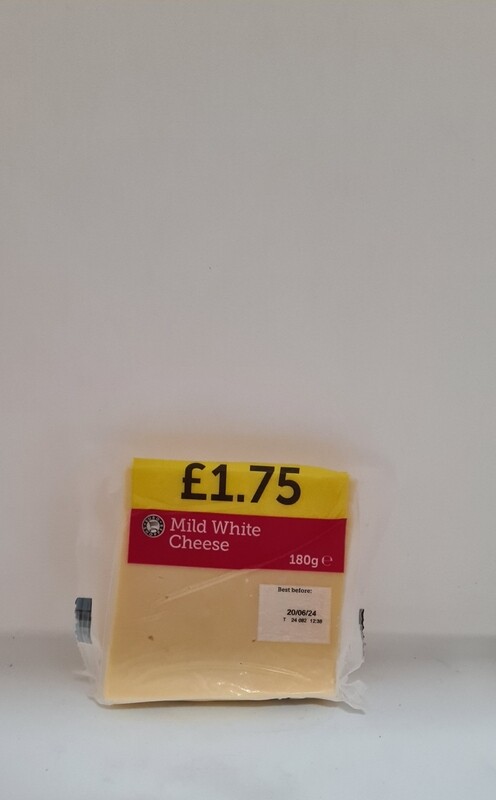 £1.75
Mild White
Cheese
180g ℮
Best before:
20/06/24